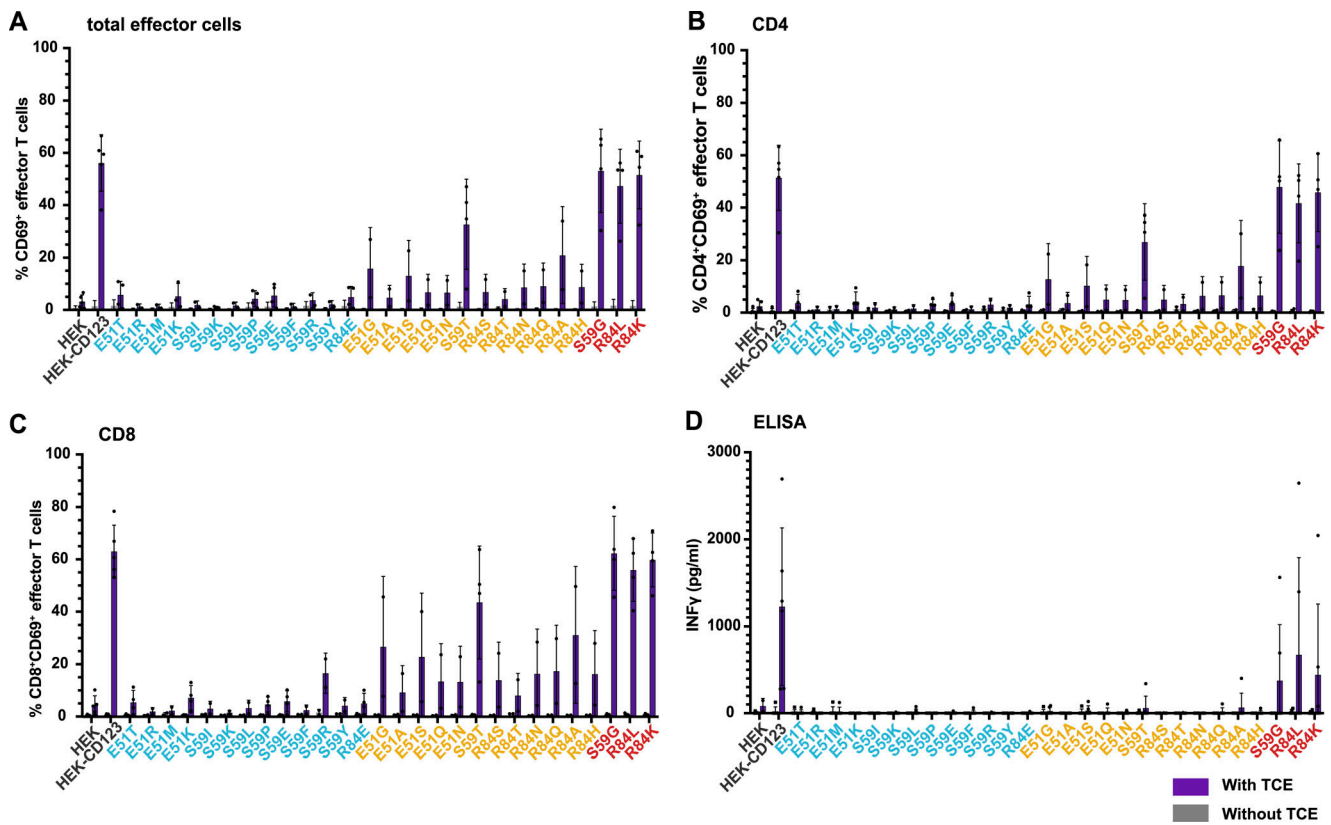 A total effector cells
% CD69⁺ effector T cells
100
80
60
40
20
0
HEK
HEK-CD123
E51T
E51R
E51M
E51K
S59I
S59K
S59L
S59P
S59E
S59F
S59R
S59Y
R84E
E51G
E51A
E51S
E51Q
E51N
S59T
R84S
R84T
R84N
R84Q
R84A
R84H
S59G
R84L
R84K
B CD4
% CD4⁺CD69⁺ effector T cells
100
80
60
40
20
0
HEK
HEK-CD123
E51T
E51R
E51M
E51K
S59I
S59K
S59L
S59P
S59E
S59F
S59R
S59Y
R84E
E51G
E51A
E51S
E51Q
E51N
S59T
R84S
R84T
R84N
R84Q
R84A
R84H
S59G
R84L
R84K
C CD8
% CD8⁺CD69⁺ effector T cells
100
80
60
40
20
0
HEK
HEK-CD123
E51T
E51R
E51M
E51K
S59I
S59K
S59L
S59P
S59E
S59F
S59R
S59Y
R84E
E51G
E51A
E51S
E51Q
E51N
S59T
R84S
R84T
R84N
R84Q
R84A
R84H
S59G
R84L
R84K
D ELISA
INFγ (pg/ml)
3000
2000
1000
0
HEK
HEK-CD123
E51T
E51R
E51M
E51K
S59I
S59K
S59L
S59P
S59E
S59F
S59R
S59Y
R84E
E51G
E51A
E51S
E51Q
E51N
S59T
R84S
R84T
R84N
R84Q
R84A
R84H
S59G
R84L
R84K
With TCE
Without TCE